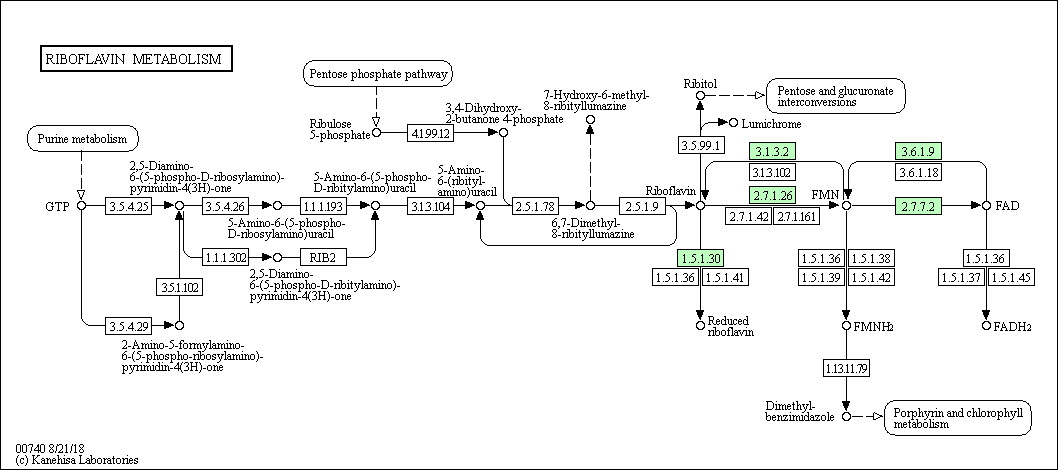 RIBOFLAVIN METABOLISM
Pentose phosphate pathway
Purine metabolism
Ribulose
5-phosphate
4.1.99.12
3,4-Dihydroxy-
2-butanone 4-phosphate
7-Hydroxy-6-methyl-
8-ribityllumazine
Ribitol
Pentose and glucuronate
interconversions
Lumichrome
3.5.99.1
3.1.3.2
3.1.3.102
3.6.1.9
3.6.1.18
2,5-Diamino-
6-(5-phospho-D-ribosylamino)-
pyrimidin-4(3H)-one
5-Amino-6-(5-phospho-
D-ribitylamino)uracil
5-Amino-
6-(ribityl-
amino)uracil
Riboflavin
2.7.1.26
FMN
GTP
3.5.4.25
3.5.4.26
1.1.1.193
3.1.3.104
2.5.1.78
2.5.1.9
2.7.1.42
2.7.1.161
2.7.7.2
FAD
5-Amino-6-(5-phospho-
D-ribosylamino)uracil
6,7-Dimethyl-
8-ribityllumazine
1.1.1.302
RIB2
2,5-Diamino-
6-(5-phospho-D-ribitylamino)-
pyrimidin-4(3H)-one
3.5.1.102
1.5.1.30
1.5.1.36
1.5.1.41
1.5.1.36
1.5.1.38
1.5.1.39
1.5.1.42
1.5.1.36
1.5.1.37
1.5.1.45
3.5.4.29
2-Amino-5-formylamino-
6-(5-phospho-ribosylamino)-
pyrimidin-4(3H)-one
Reduced
riboflavin
FMNH2
FADH2
1.13.11.79
Dimethyl-
benzimidazole
Porphyrin and chlorophyll
metabolism
00740 8/21/18
(c) Kanehisa Laboratories